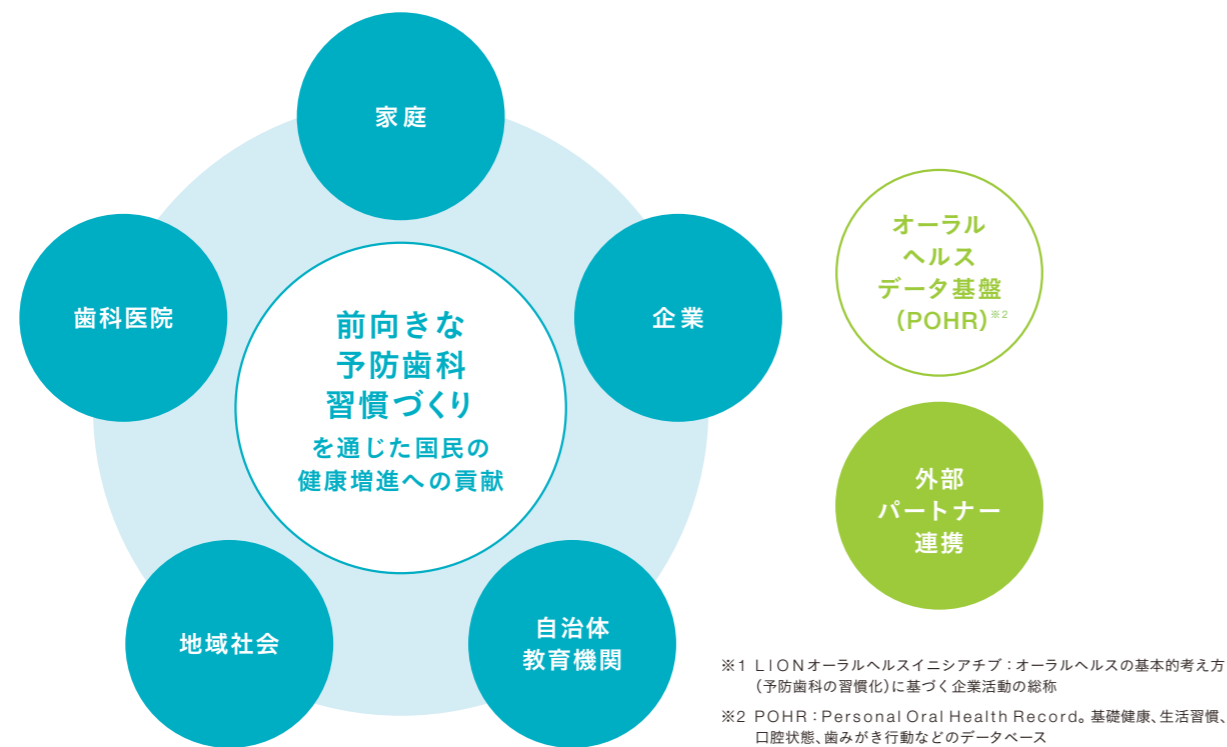 家庭
歯科医院
企業
前向きな
予防歯科
習慣づくり
を通じた国民の
健康増進への貢献
地域社会
自治体
教育機関
オーラル
ヘルス
データ基盤
(POHR)※2
外部
パートナー
連携
※1 LIONオーラルヘルスイニシアチブ：オーラルヘルスの基本的考え方
(予防歯科の習慣化)に基づく企業活動の総称
※2 POHR：Personal Oral Health Record。基礎健康、生活習慣、
口腔状態、歯みがき行動などのデータベース